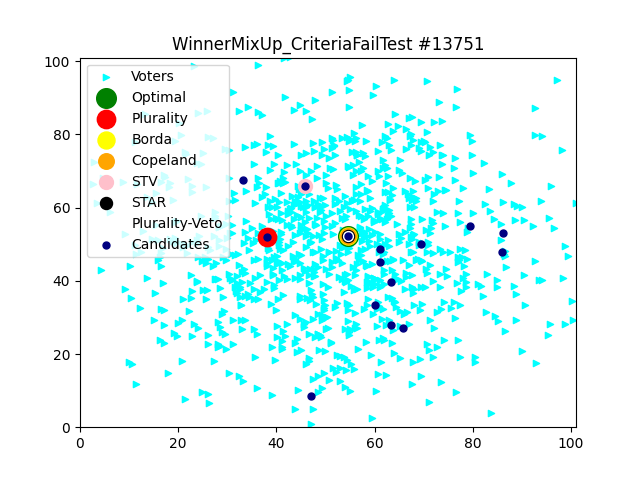 WinnerMixUp_CriteriaFailTest #13751
100
80
60
40
20
0
0 20 40 60 80 100
Voters
Optimal
Plurality
Borda
Copeland
STV
STAR
Plurality-Veto
Candidates